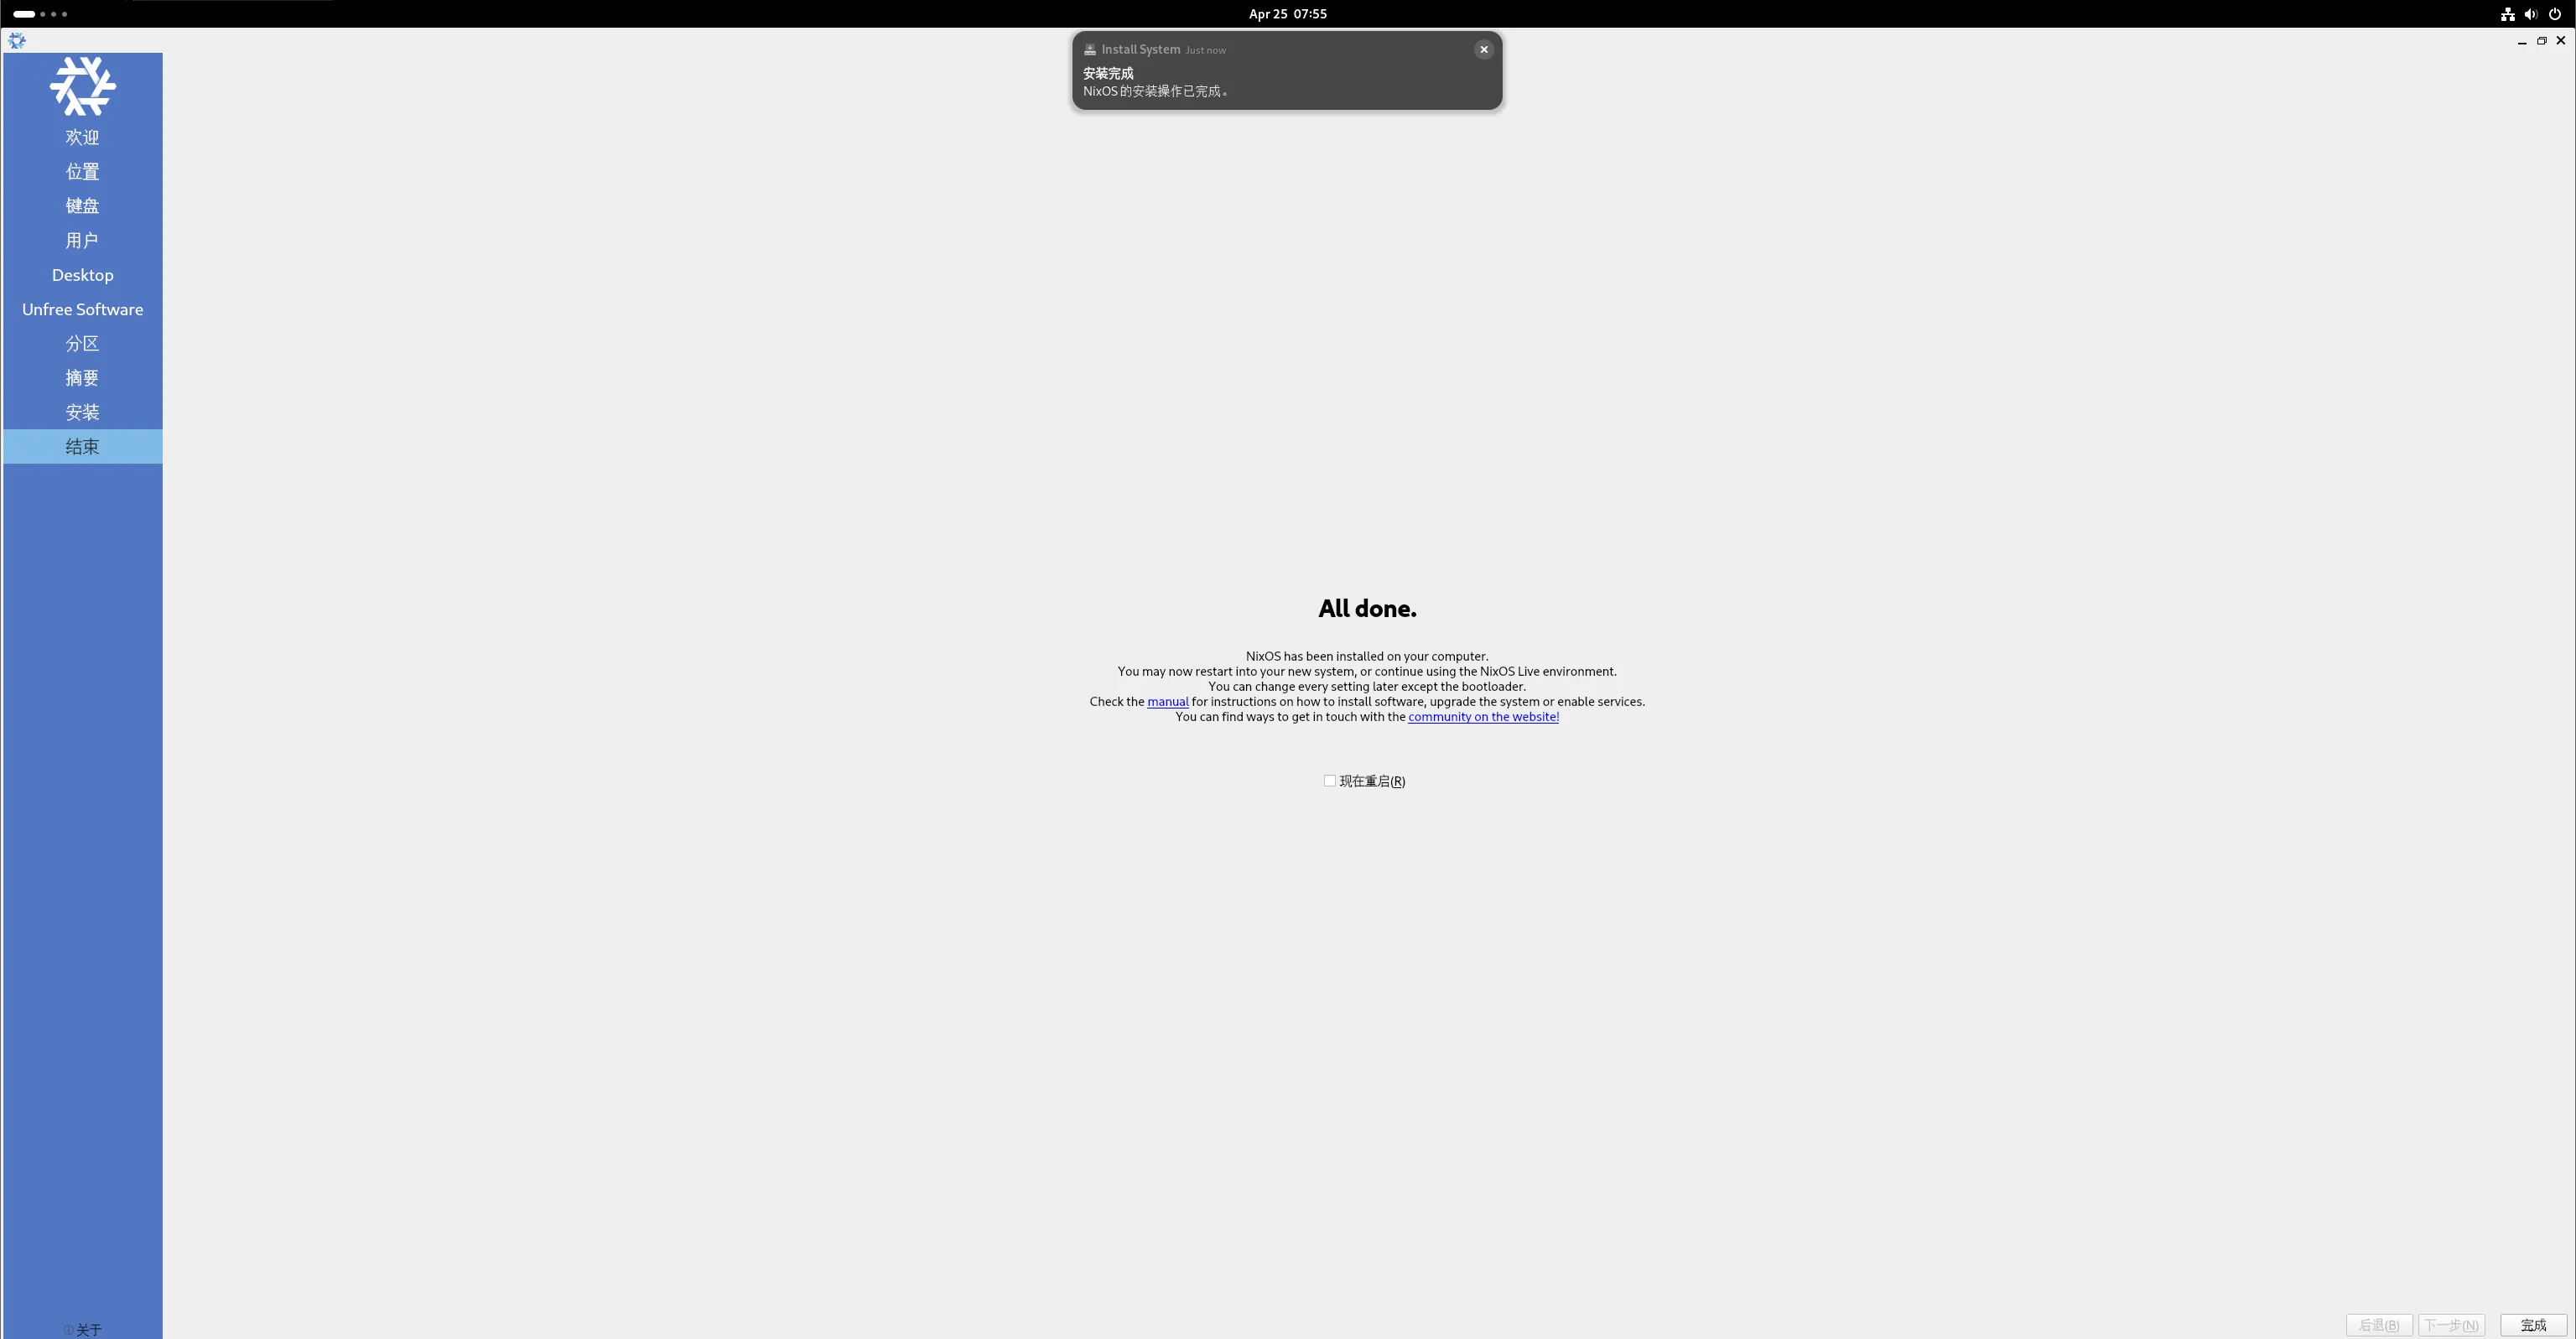 Apr 25 07:55
Install System Just now
安装完成
NixOS 的安装操作已完成。
欢迎
位置
键盘
用户
Desktop
Unfree Software
分区
摘要
安装
结束
All done.
NixOS has been installed on your computer.
You may now restart into your new system, or continue using the NixOS Live environment.
You can change every setting later except the bootloader.
Check the manual for instructions on how to install software, upgrade the system or enable services.
You can find ways to get in touch with the community on the website!
现在重启(R)
关于
后退(B) 下一步(N) 完成